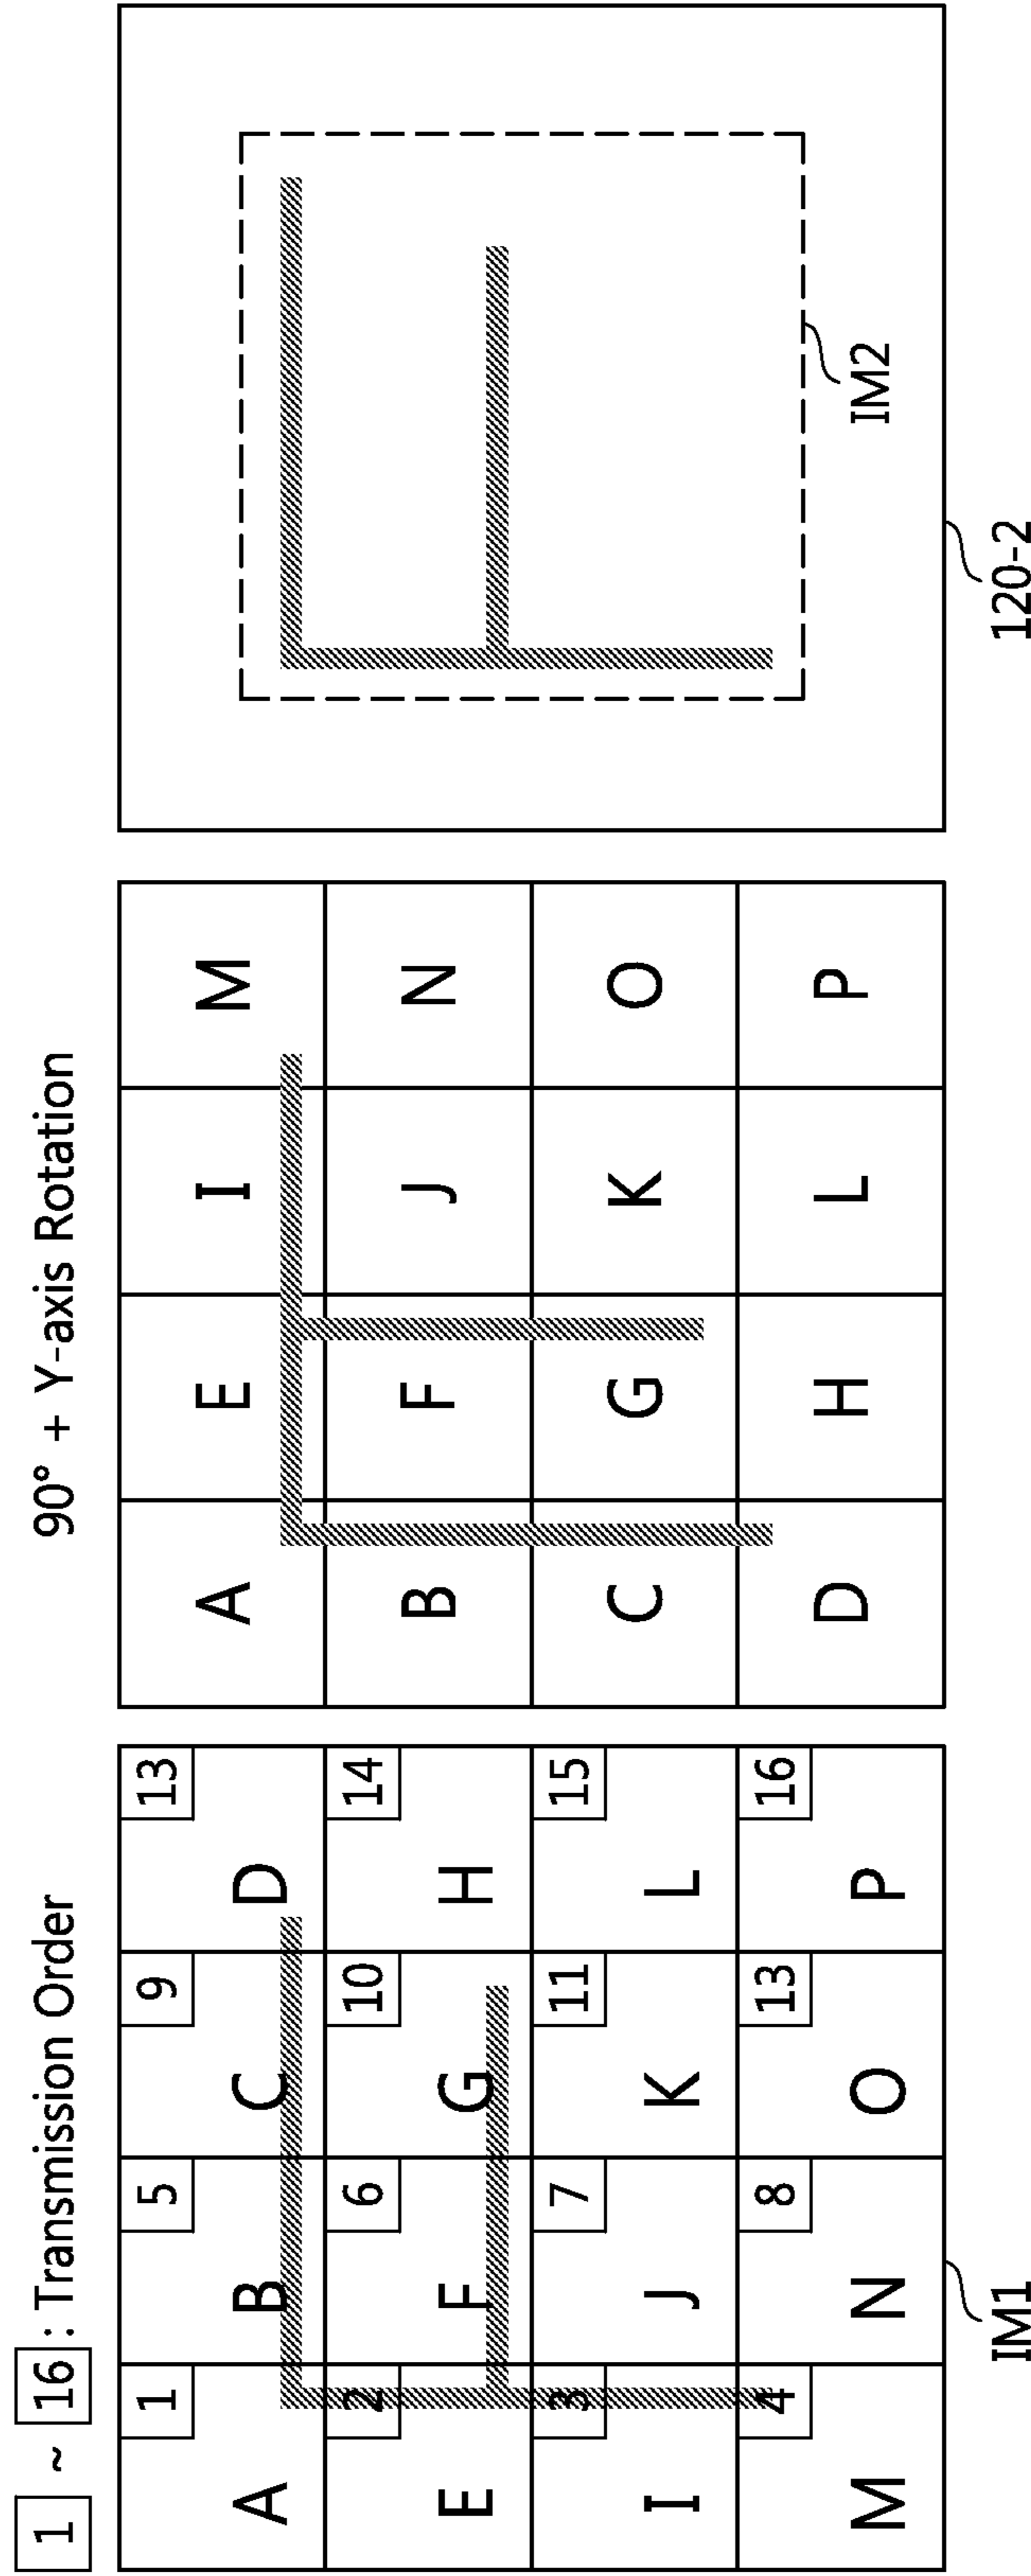 1 ~ 16 : Transmission Order
A 1 B 5 C 9 D 13
E 2 F 6 G 10 H 14
I 3 J 7 K 11 L 15
M 4 N 8 O 13 P 16
IM1
90° + Y-axis Rotation
A E I M
B F J N
C G K O
D H L P
IM2
120-2